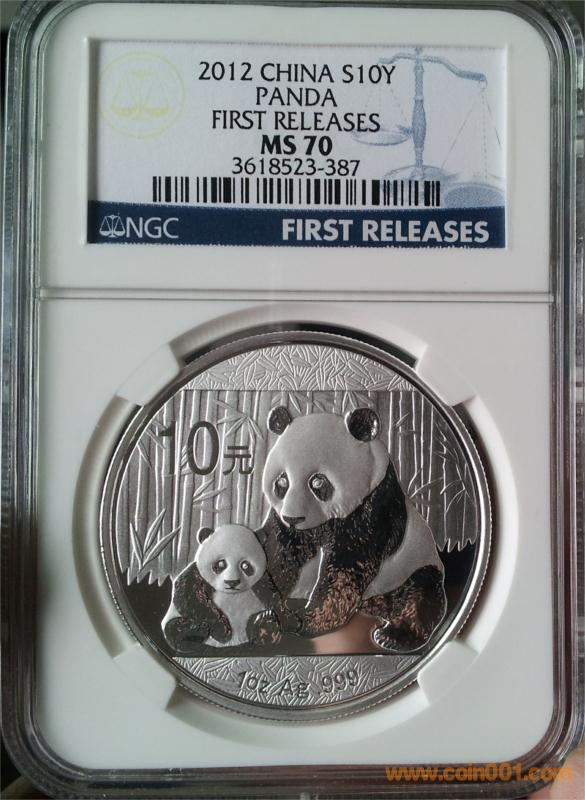 2012 CHINA S10Y
PANDA
FIRST RELEASES
MS 70
3618523-387
NGC
FIRST RELEASES
10元
1oz Ag .999
www.coin001.com